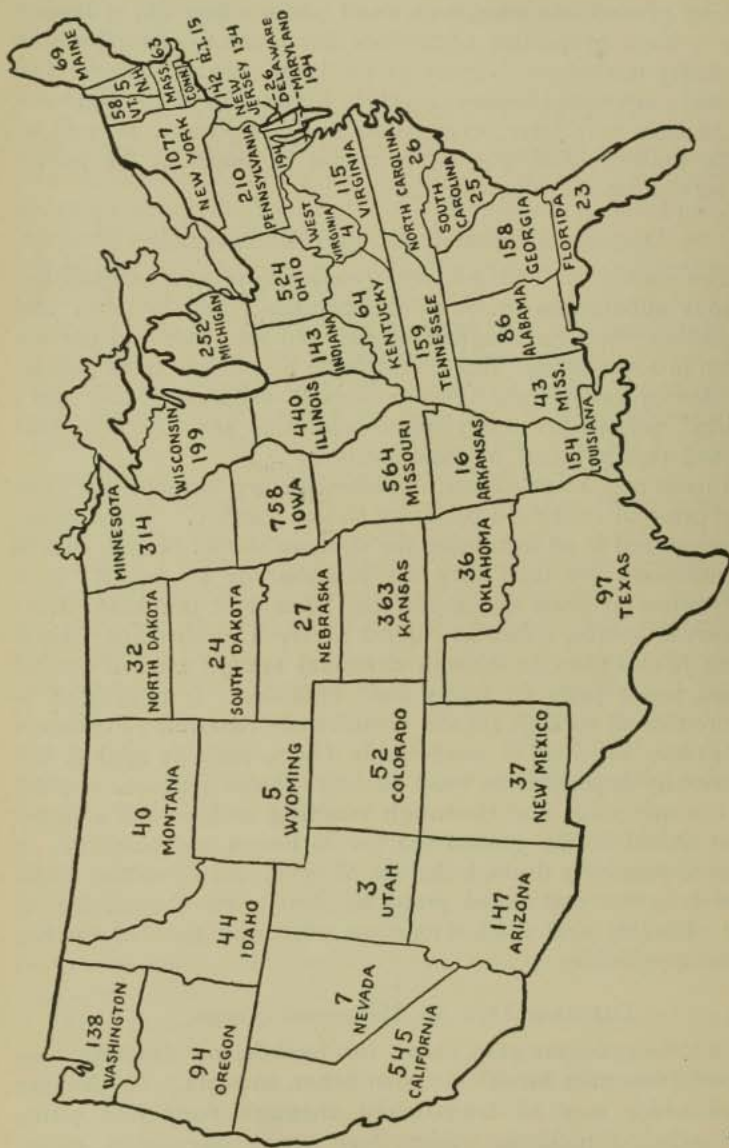 138
WASHINGTON
94
OREGON
545
CALIFORNIA
7
NEVADA
44
IDAHO
40
MONTANA
5
WYOMING
3
UTAH
147
ARIZONA
52
COLORADO
37
NEW MEXICO
32
NORTH DAKOTA
24
SOUTH DAKOTA
27
NEBRASKA
363
KANSAS
36
OKLAHOMA
97
TEXAS
MINNESOTA
314
758
IOWA
564
MISSOURI
16
ARKANSAS
154
LOUISIANA
WISCONSIN
199
440
ILLINOIS
252
MICHIGAN
143
INDIANA
524
OHIO
64
KENTUCKY
159
TENNESSEE
43
MISS.
86
ALABAMA
158
GEORGIA
FLORIDA
23
SOUTH
CAROLINA
25
NORTH CAROLINA
26
115
VIRGINIA
WEST
VIRGINIA
4
210
PENNSYLVANIA
194
1077
NEW YORK
58
VT.
5
N.H.
69
MAINE
MASS.
63
CONN.
142
R.I. 15
NEW
JERSEY 134
-26
DELAWARE
-MARYLAND
194